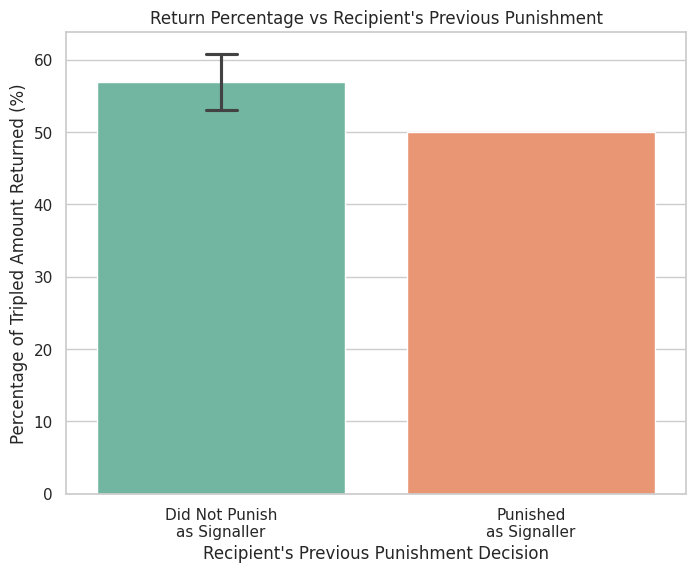 Return Percentage vs Recipient's Previous Punishment
Percentage of Tripled Amount Returned (%)
60
50
40
30
20
10
0
Did Not Punish
as Signaller
Punished
as Signaller
Recipient's Previous Punishment Decision